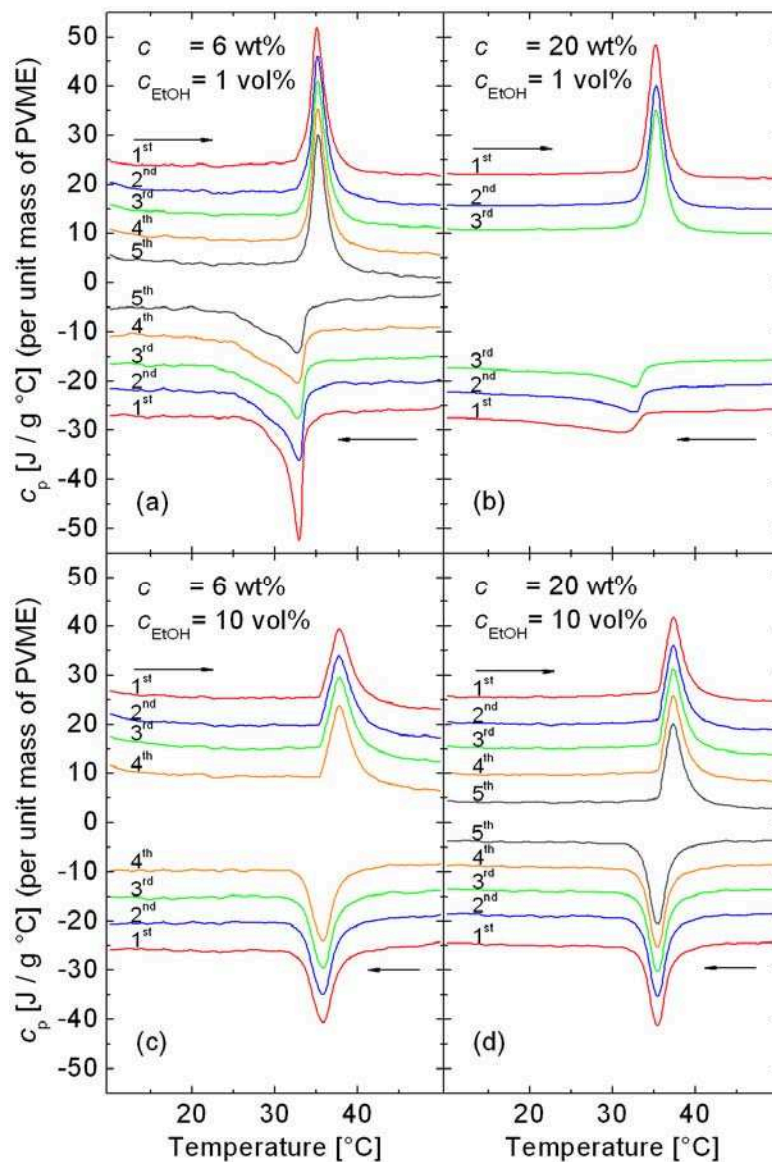 c_p [J / g °C] (per unit mass of PVME)
50
40
30
20
10
0
-10
-20
-30
-40
-50
c = 6 wt%
c_EtOH = 1 vol%
1st
2nd
3rd
4th
5th
5th
4th
3rd
2nd
1st
(a)
c = 20 wt%
c_EtOH = 1 vol%
1st
2nd
3rd
3rd
2nd
1st
(b)
c_p [J / g °C] (per unit mass of PVME)
50
40
30
20
10
0
-10
-20
-30
-40
-50
c = 6 wt%
c_EtOH = 10 vol%
1st
2nd
3rd
4th
4th
3rd
2nd
1st
(c)
c = 20 wt%
c_EtOH = 10 vol%
1st
2nd
3rd
4th
5th
5th
4th
3rd
2nd
1st
(d)
20 30 40
20 30 40
Temperature [°C]
Temperature [°C]